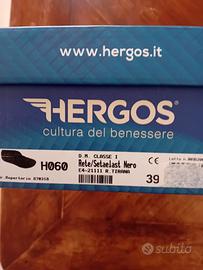 www.hergos.it
HERGOS
cultura del benessere
D.M. CLASSE I
H060
Rete/Setaelast Nero
CE
39
E4-21111 R.TIRANA
subito